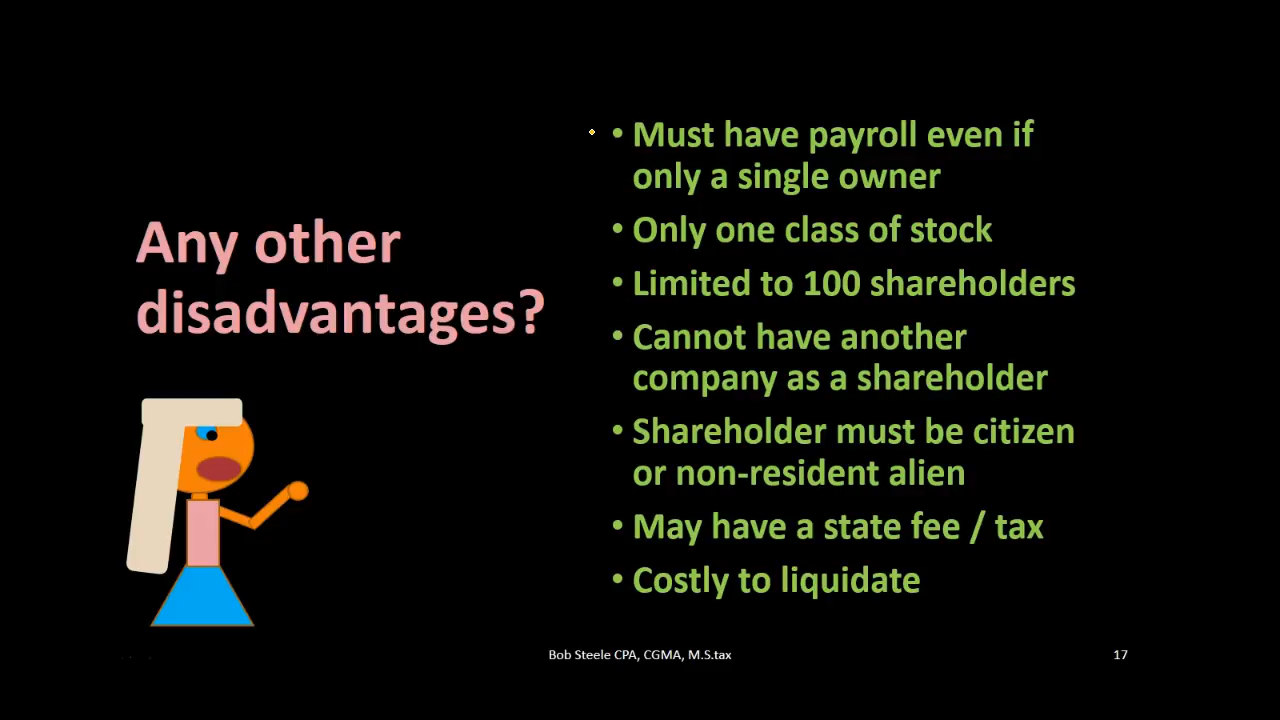 Any other
disadvantages?
• Must have payroll even if
only a single owner
• Only one class of stock
• Limited to 100 shareholders
• Cannot have another
company as a shareholder
• Shareholder must be citizen
or non-resident alien
• May have a state fee / tax
• Costly to liquidate
Bob Steele CPA, CGMA, M.S.tax
17